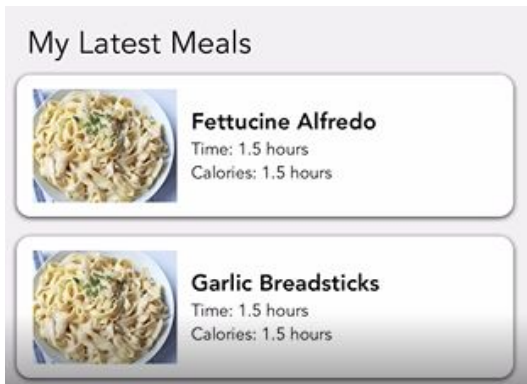 My Latest Meals
Fettucine Alfredo
Time: 1.5 hours
Calories: 1.5 hours
Garlic Breadsticks
Time: 1.5 hours
Calories: 1.5 hours